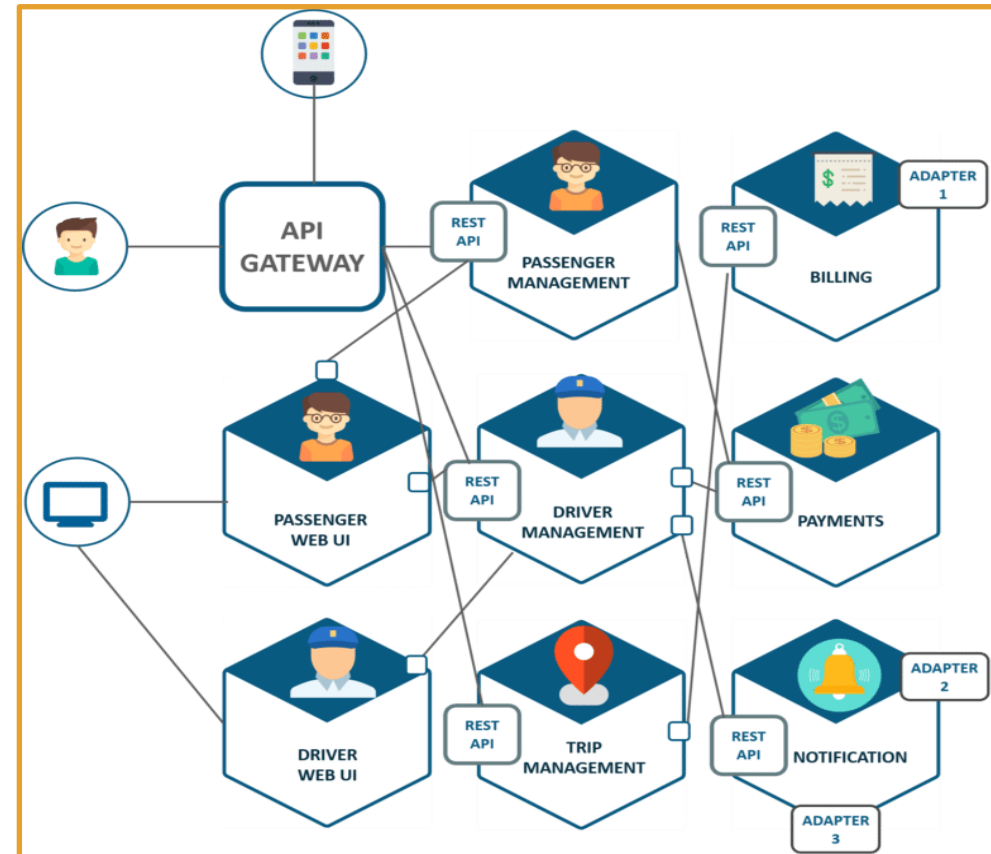 API
GATEWAY
REST
API
PASSENGER
MANAGEMENT
REST
API
BILLING
ADAPTER
1
PASSENGER
WEB UI
REST
API
DRIVER
MANAGEMENT
REST
API
PAYMENTS
DRIVER
WEB UI
REST
API
TRIP
MANAGEMENT
REST
API
NOTIFICATION
ADAPTER
2
ADAPTER
3